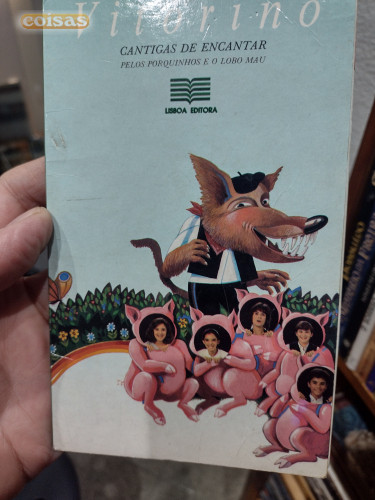 coisas
Vitorino
CANTIGAS DE ENCANTAR
PELOS PORQUINHOS E O LOBO MAU
LISBOA EDITORA